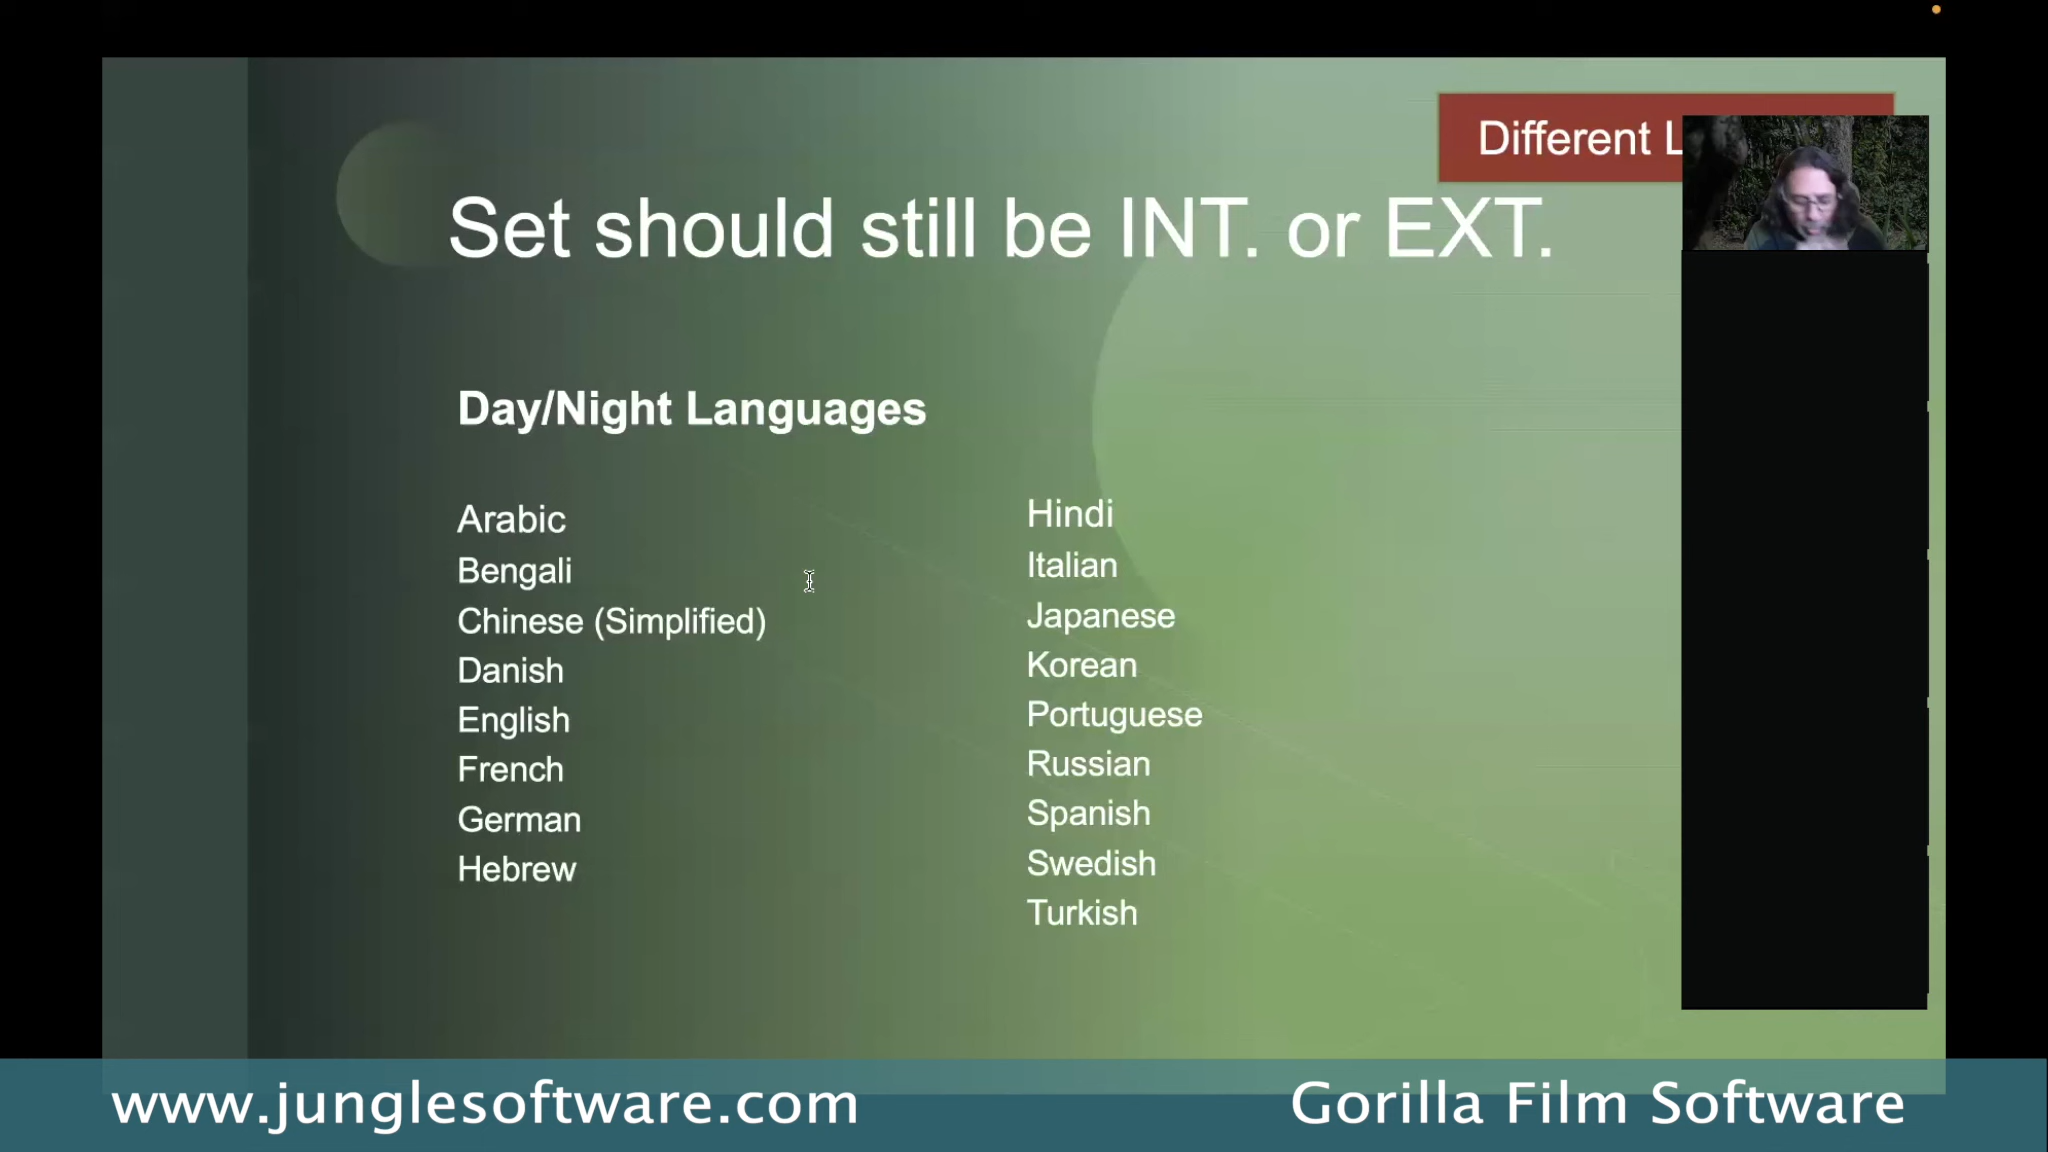 Different
Set should still be INT. or EXT.
Day/Night Languages
Arabic
Bengali
Chinese (Simplified)
Danish
English
French
German
Hebrew
Hindi
Italian
Japanese
Korean
Portuguese
Russian
Spanish
Swedish
Turkish
www.junglesoftware.com
Gorilla Film Software